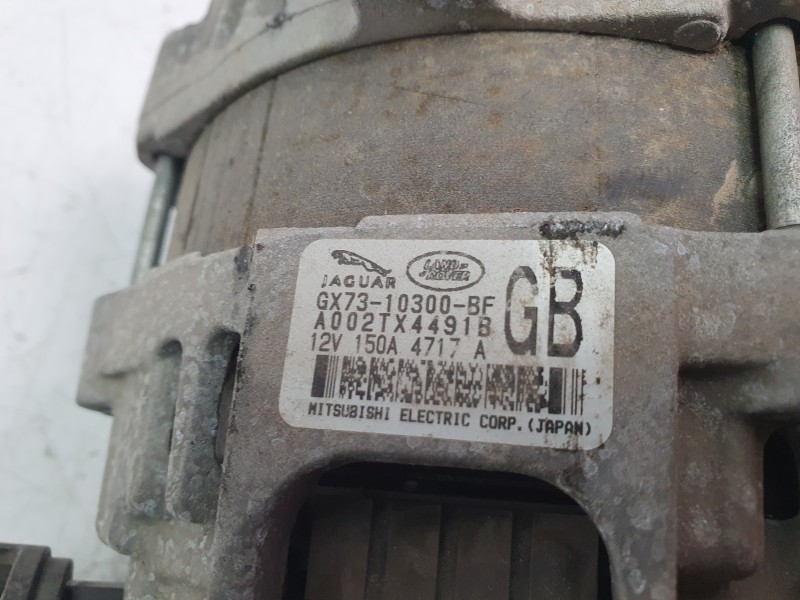 JAGUAR
LAND ROVER
GX73-10300-BF
A002TX4491B
12V 150A 4717 A
GB
MITSUBISHI ELECTRIC CORP.(JAPAN)